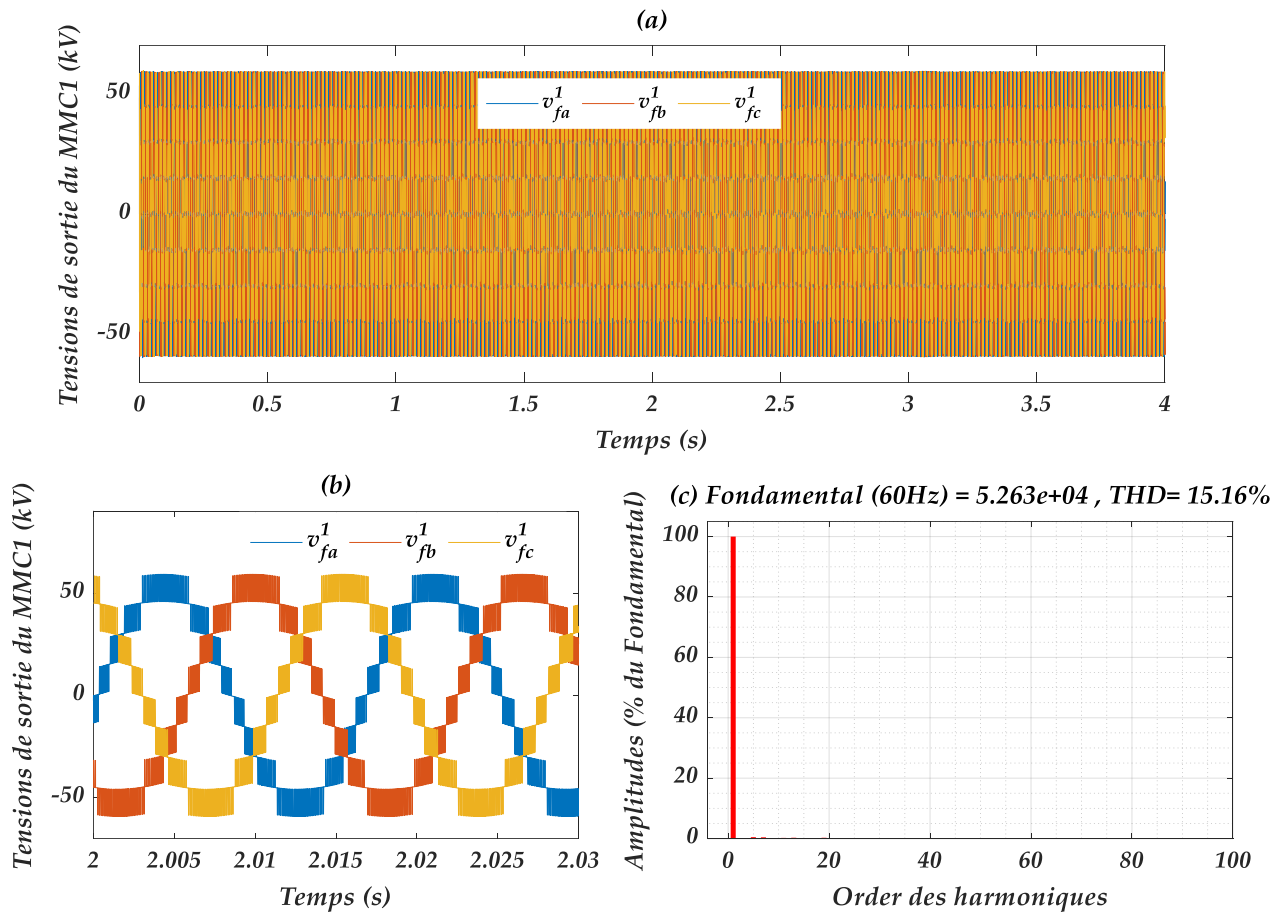 (a)
Tensions de sortie du MMC1 (kV)
50
0
-50
v¹fa v¹fb v¹fc
0 0.5 1 1.5 2 2.5 3 3.5 4
Temps (s)
(b)
Tensions de sortie du MMC1 (kV)
50
0
-50
v¹fa v¹fb v¹fc
2 2.005 2.01 2.015 2.02 2.025 2.03
Temps (s)
(c) Fondamental (60Hz) = 5.263e+04 , THD= 15.16%
Amplitudes (% du Fondamental)
100
80
60
40
20
0
0 20 40 60 80 100
Order des harmoniques